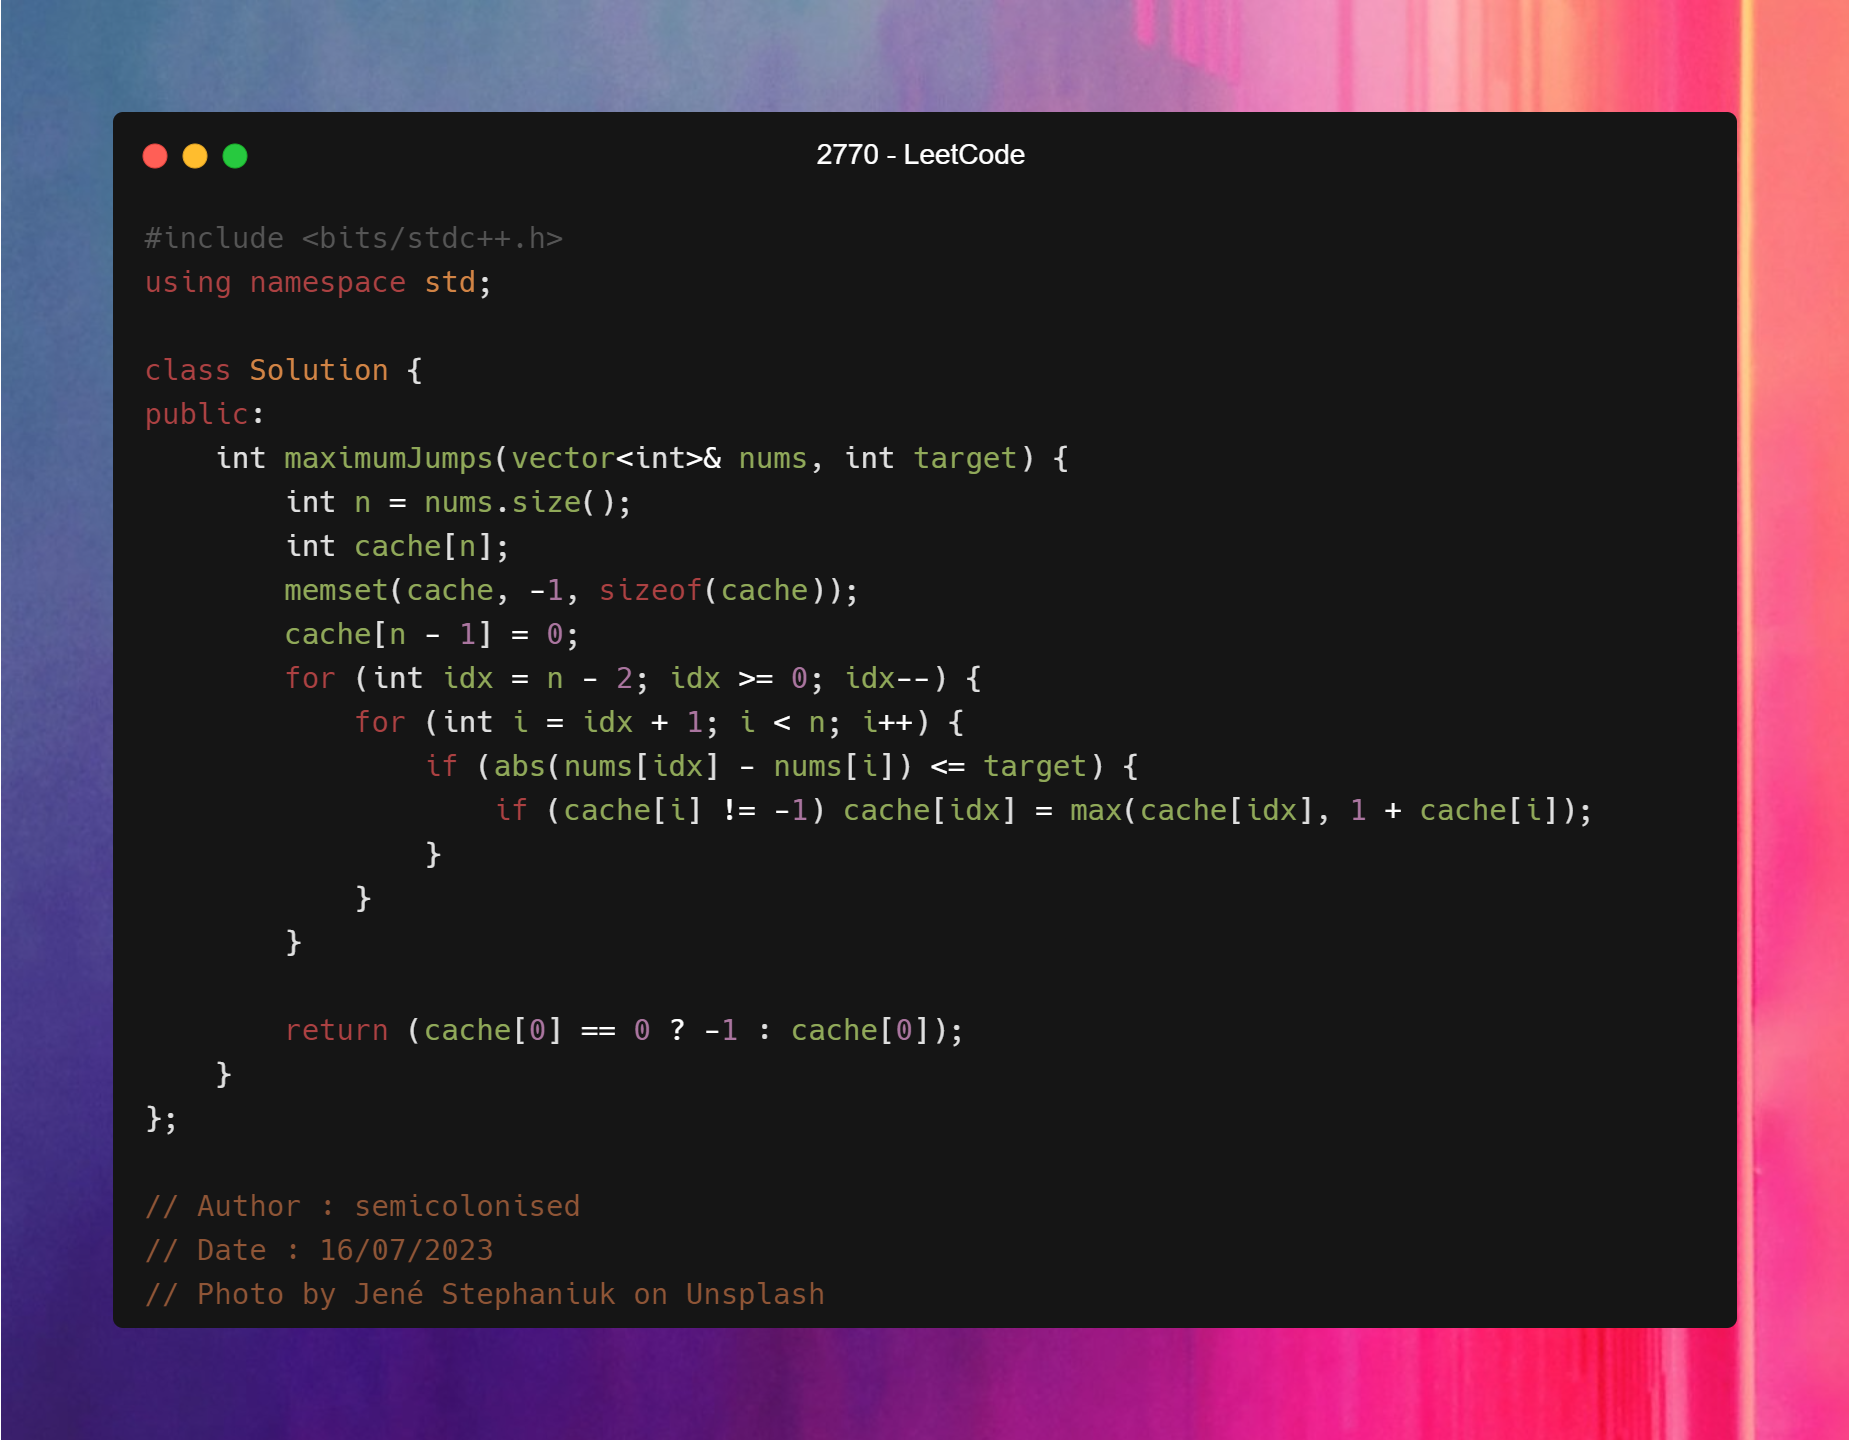 2770 - LeetCode
#include <bits/stdc++.h>
using namespace std;
class Solution {
public:
    int maximumJumps(vector<int>& nums, int target) {
        int n = nums.size();
        int cache[n];
        memset(cache, -1, sizeof(cache));
        cache[n - 1] = 0;
        for (int idx = n - 2; idx >= 0; idx--) {
            for (int i = idx + 1; i < n; i++) {
                if (abs(nums[idx] - nums[i]) <= target) {
                    if (cache[i] != -1) cache[idx] = max(cache[idx], 1 + cache[i]);
                }
            }
        }
        return (cache[0] == 0 ? -1 : cache[0]);
    }
};
// Author : semicolonised
// Date : 16/07/2023
// Photo by Jené Stephaniuk on Unsplash